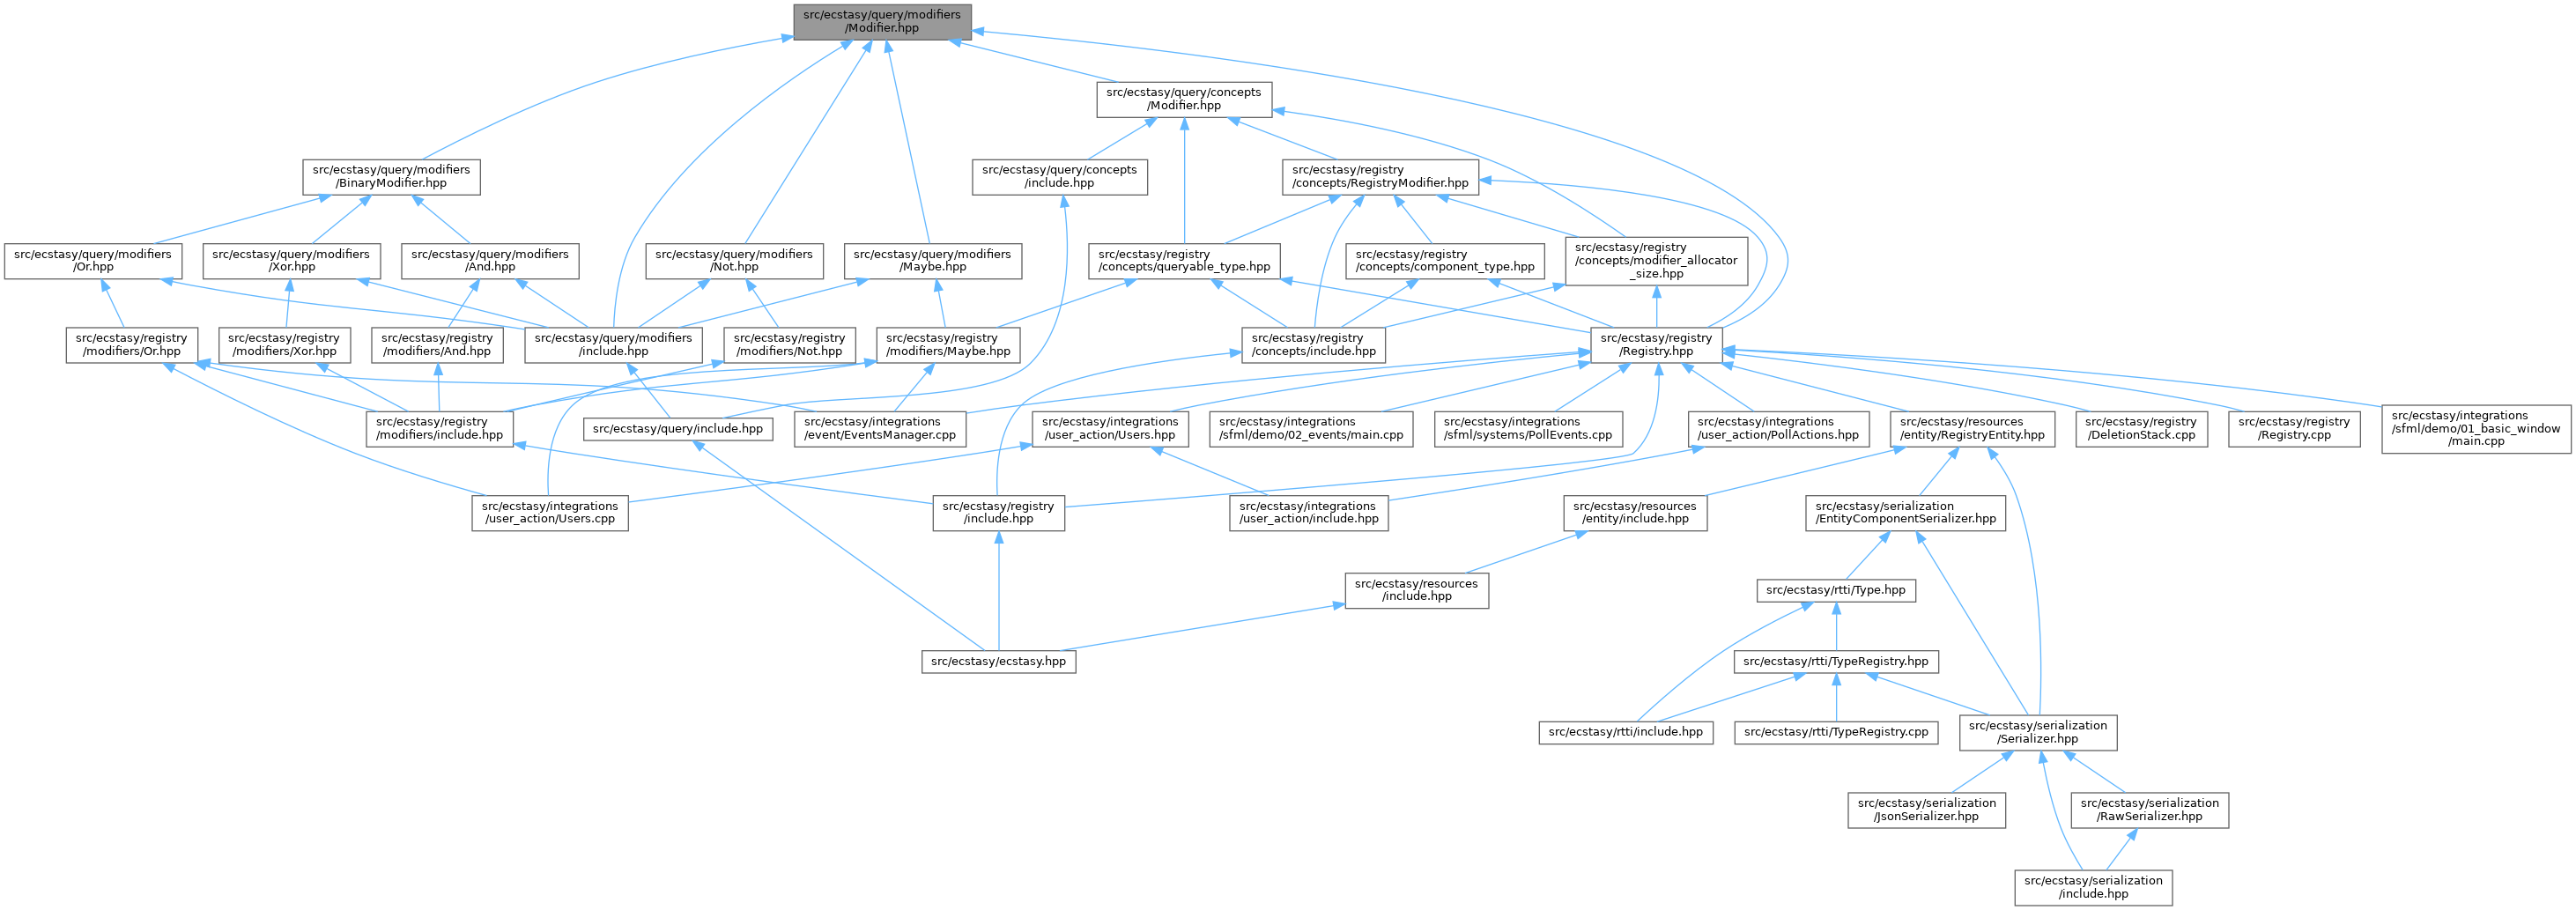 src/ecstasy/query/modifiers
/Modifier.hpp
src/ecstasy/query/concepts
/Modifier.hpp
src/ecstasy/query/modifiers
/BinaryModifier.hpp
src/ecstasy/query/concepts
/include.hpp
src/ecstasy/registry
/concepts/RegistryModifier.hpp
src/ecstasy/query/modifiers
/Or.hpp
src/ecstasy/query/modifiers
/Xor.hpp
src/ecstasy/query/modifiers
/And.hpp
src/ecstasy/query/modifiers
/Not.hpp
src/ecstasy/query/modifiers
/Maybe.hpp
src/ecstasy/registry
/concepts/queryable_type.hpp
src/ecstasy/registry
/concepts/component_type.hpp
src/ecstasy/registry
/concepts/modifier_allocator
_size.hpp
src/ecstasy/registry
/modifiers/Or.hpp
src/ecstasy/registry
/modifiers/Xor.hpp
src/ecstasy/registry
/modifiers/And.hpp
src/ecstasy/query/modifiers
/include.hpp
src/ecstasy/registry
/modifiers/Not.hpp
src/ecstasy/registry
/modifiers/Maybe.hpp
src/ecstasy/registry
/concepts/include.hpp
src/ecstasy/registry
/Registry.hpp
src/ecstasy/registry
/modifiers/include.hpp
src/ecstasy/query/include.hpp
src/ecstasy/integrations
/event/EventsManager.cpp
src/ecstasy/integrations
/user_action/Users.hpp
src/ecstasy/integrations
/sfml/demo/02_events/main.cpp
src/ecstasy/integrations
/sfml/systems/PollEvents.cpp
src/ecstasy/integrations
/user_action/PollActions.hpp
src/ecstasy/resources
/entity/RegistryEntity.hpp
src/ecstasy/registry
/DeletionStack.cpp
src/ecstasy/registry
/Registry.cpp
src/ecstasy/integrations
/sfml/demo/01_basic_window
/main.cpp
src/ecstasy/integrations
/user_action/Users.cpp
src/ecstasy/registry
/include.hpp
src/ecstasy/integrations
/user_action/include.hpp
src/ecstasy/resources
/entity/include.hpp
src/ecstasy/serialization
/EntityComponentSerializer.hpp
src/ecstasy/resources
/include.hpp
src/ecstasy/rtti/Type.hpp
src/ecstasy/ecstasy.hpp
src/ecstasy/rtti/TypeRegistry.hpp
src/ecstasy/rtti/include.hpp
src/ecstasy/rtti/TypeRegistry.cpp
src/ecstasy/serialization
/Serializer.hpp
src/ecstasy/serialization
/JsonSerializer.hpp
src/ecstasy/serialization
/RawSerializer.hpp
src/ecstasy/serialization
/include.hpp